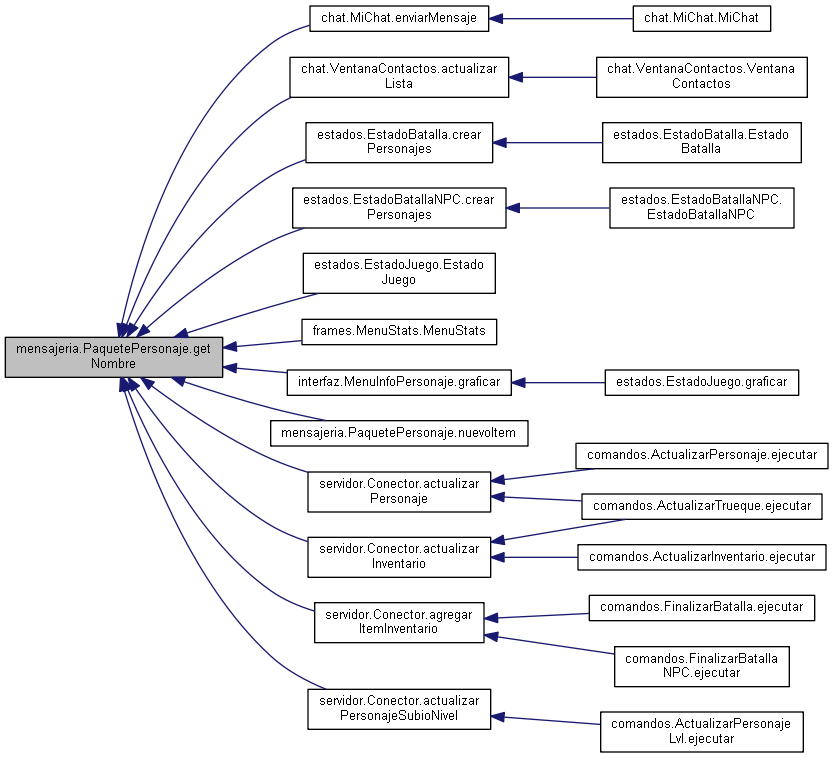 chat.MiChat.enviarMensaje
chat.MiChat.MiChat
chat.VentanaContactos.actualizar
Lista
chat.VentanaContactos.Ventana
Contactos
estados.EstadoBatalla.crear
Personajes
estados.EstadoBatalla.Estado
Batalla
estados.EstadoBatallaNPC.crear
Personajes
estados.EstadoBatallaNPC.
EstadoBatallaNPC
estados.EstadoJuego.Estado
Juego
frames.MenuStats.MenuStats
mensajeria.PaquetePersonaje.get
Nombre
interfaz.MenuInfoPersonaje.graficar
estados.EstadoJuego.graficar
mensajeria.PaquetePersonaje.nuevoItem
servidor.Conector.actualizar
Personaje
comandos.ActualizarPersonaje.ejecutar
comandos.ActualizarTrueque.ejecutar
servidor.Conector.actualizar
Inventario
comandos.ActualizarInventario.ejecutar
servidor.Conector.agregar
ItemInventario
comandos.FinalizarBatalla.ejecutar
comandos.FinalizarBatalla
NPC.ejecutar
servidor.Conector.actualizar
PersonajeSubioNivel
comandos.ActualizarPersonaje
Lvl.ejecutar